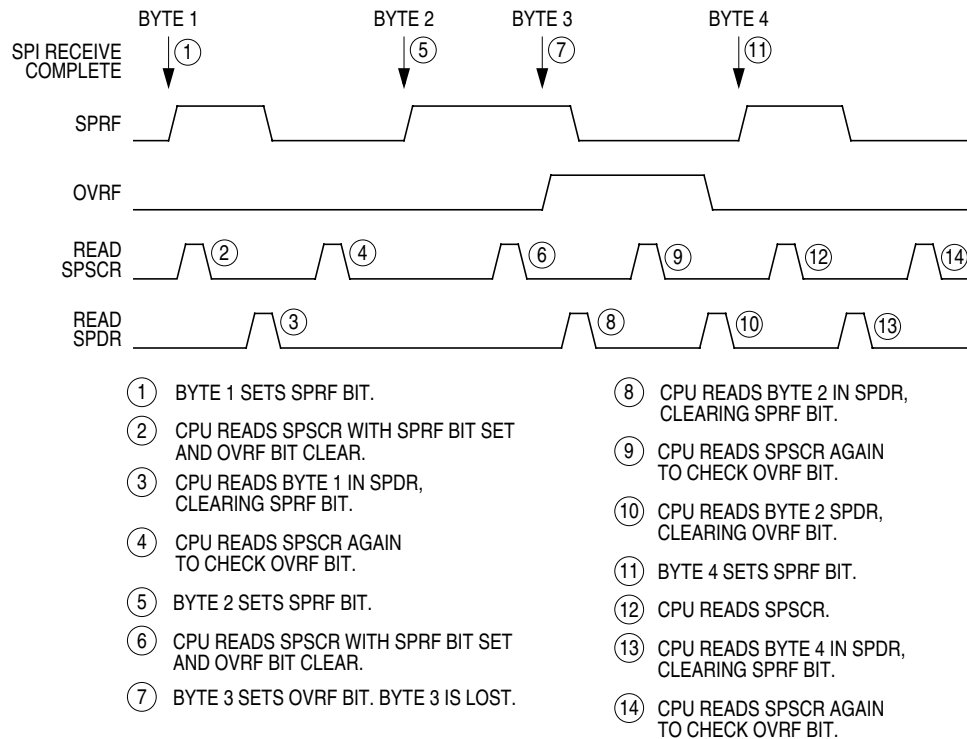 BYTE 1 BYTE 2 BYTE 3 BYTE 4
SPI RECEIVE
COMPLETE
1 5 7 11
SPRF
OVRF
READ
SPSCR
2 4 6 9 12 14
READ
SPDR
3 8 10 13
1 BYTE 1 SETS SPRF BIT.
2 CPU READS SPSCR WITH SPRF BIT SET
AND OVRF BIT CLEAR.
3 CPU READS BYTE 1 IN SPDR,
CLEARING SPRF BIT.
4 CPU READS SPSCR AGAIN
TO CHECK OVRF BIT.
5 BYTE 2 SETS SPRF BIT.
6 CPU READS SPSCR WITH SPRF BIT SET
AND OVRF BIT CLEAR.
7 BYTE 3 SETS OVRF BIT. BYTE 3 IS LOST.
8 CPU READS BYTE 2 IN SPDR,
CLEARING SPRF BIT.
9 CPU READS SPSCR AGAIN
TO CHECK OVRF BIT.
10 CPU READS BYTE 2 SPDR,
CLEARING OVRF BIT.
11 BYTE 4 SETS SPRF BIT.
12 CPU READS SPSCR.
13 CPU READS BYTE 4 IN SPDR,
CLEARING SPRF BIT.
14 CPU READS SPSCR AGAIN
TO CHECK OVRF BIT.